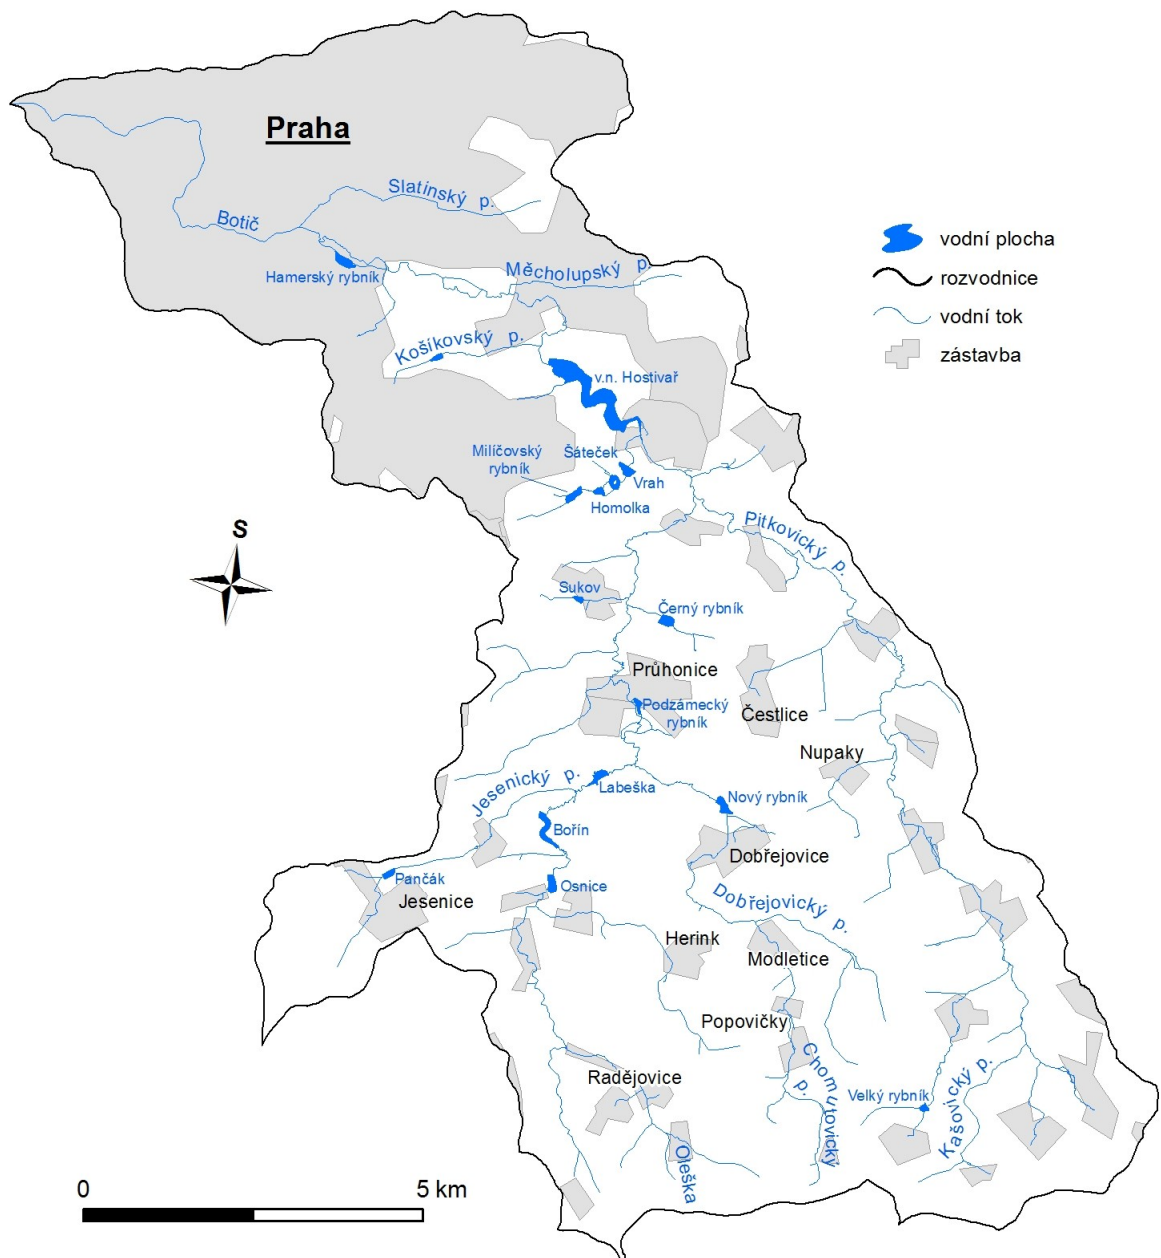 Praha
Slatinský p.
Botič
Hamerský rybník
Měcholupský p.
Košíkovský p.
v.n. Hostivař
vodní plocha
rozvodnice
vodní tok
zástavba
Šáteček
Milíčovský
rybník
Vrah
Homolka
S
Pitkovický p.
Sukov
Černý rybník
Průhonice
Podzámecký
rybník
Čestlice
Nupaky
Jesenický p.
Labeška
Nový rybník
Bořín
Dobřejovice
Pančák
Osnice
Jesenice
Dobřejovický p.
Herink
Modletice
Popovičky
Chomutovický
p.
Radějovice
Velký rybník
Kašovický p.
Oleška
0 5 km